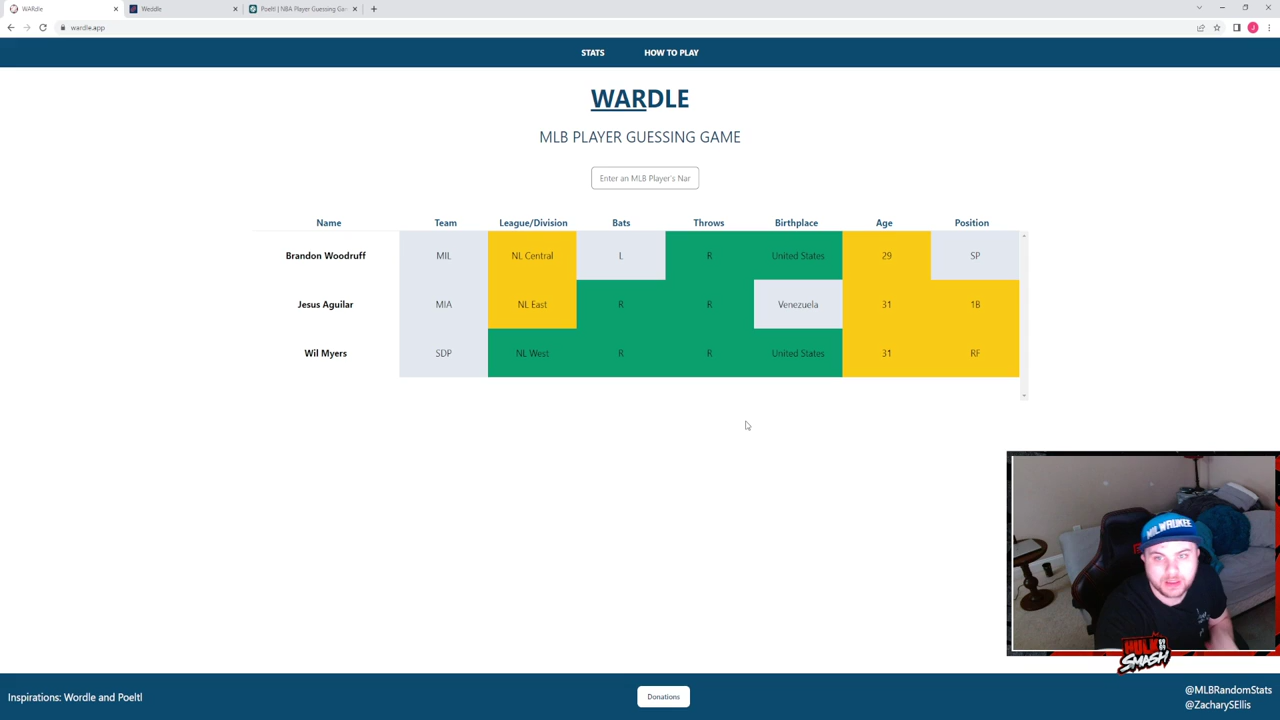 WARdle
Weddle
Poeltl | NBA Player Guessing Ga
wardle.app
J
STATS
HOW TO PLAY
WARDLE
MLB PLAYER GUESSING GAME
Enter an MLB Player's Nar
Name Team League/Division Bats Throws Birthplace Age Position
Brandon Woodruff MIL NL Central L R United States 29 SP
Jesus Aguilar MIA NL East R R Venezuela 31 1B
Wil Myers SDP NL West R R United States 31 RF
MILWAUKEE
HULK
SMASH
Inspirations: Wordle and Poeltl
Donations
@MLBRandomStats
@ZacharySEllis